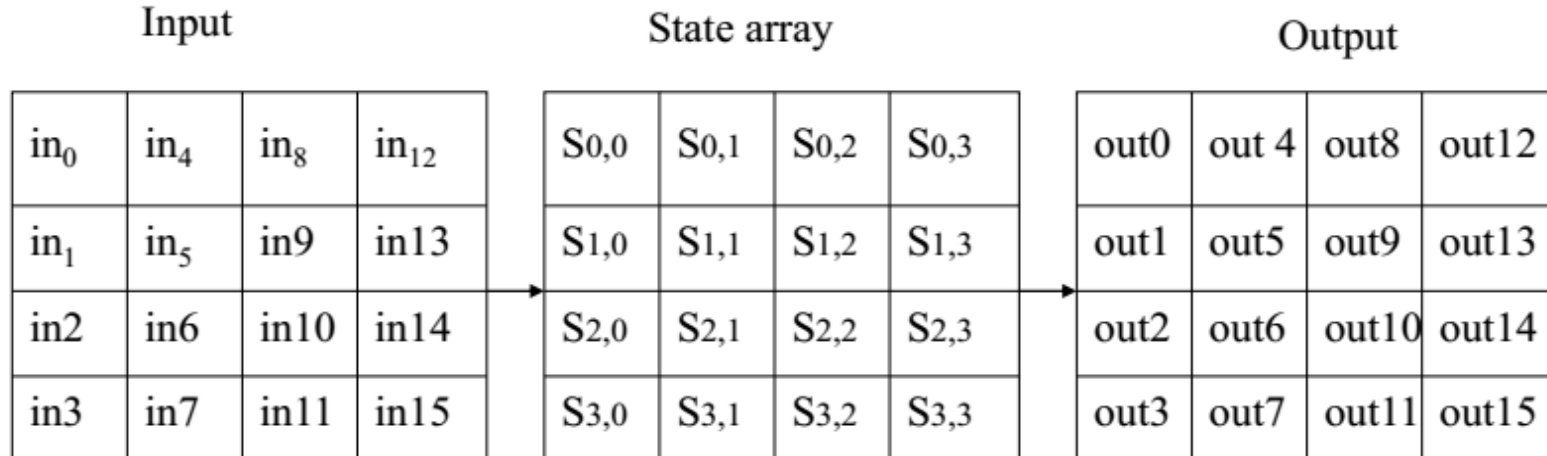 Input State array Output
in₀ in₄ in₈ in₁₂ S0,0 S0,1 S0,2 S0,3 out0 out 4 out8 out12
in₁ in₅ in9 in13 S1,0 S1,1 S1,2 S1,3 out1 out5 out9 out13
in2 in6 in10 in14 S2,0 S2,1 S2,2 S2,3 out2 out6 out10 out14
in3 in7 in11 in15 S3,0 S3,1 S3,2 S3,3 out3 out7 out11 out15